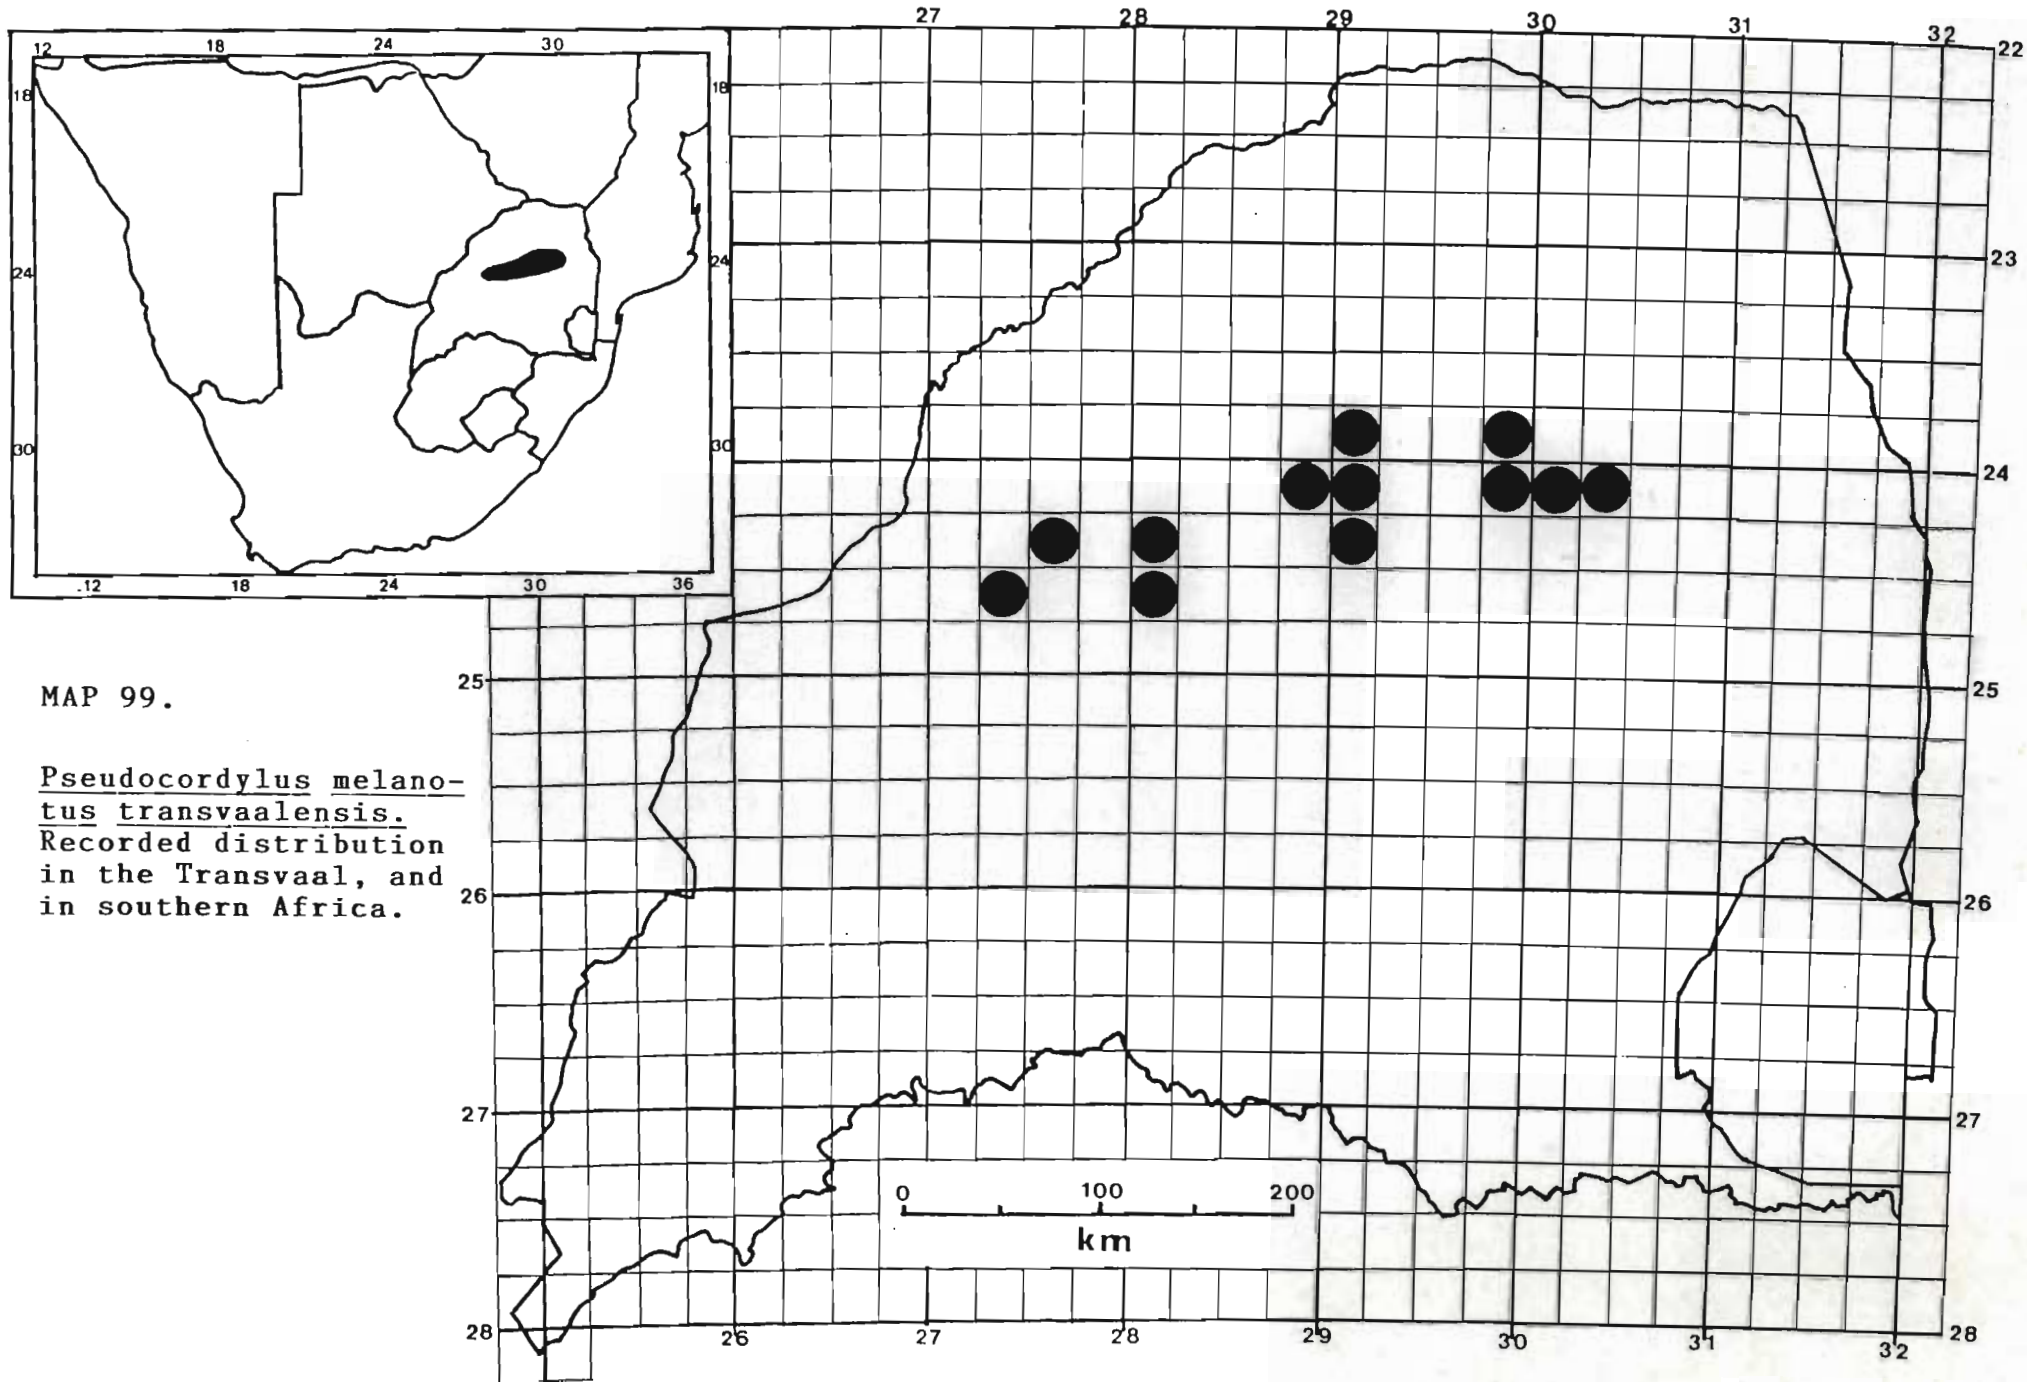 27 28 29 30 31 32
12 18 24 30
22
18 18
23
24 24
24
30 30
.12 18 24 30 36
25 25
MAP 99.
Pseudocordylus melano-
tus transvaalensis.
Recorded distribution
in the Transvaal, and
in southern Africa.
26 26
27 27
0 100 200
km
28 28
26 27 28 29 30 31 32